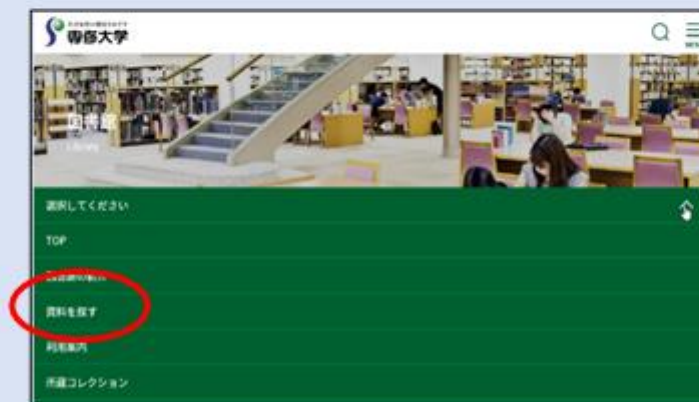 専修大学
図書館
Library
選択してください
TOP
資料を探す
利用案内
所蔵コレクション